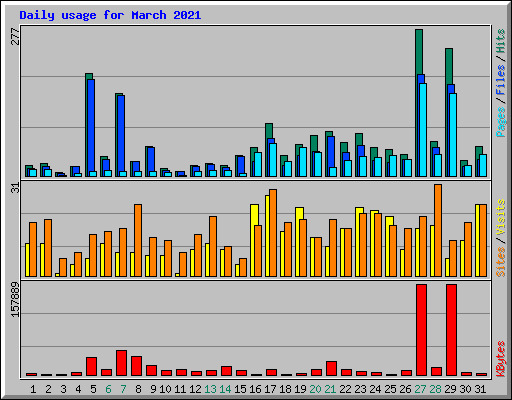 Daily usage for March 2021
277
Pages / Files / Hits
31
Sites / Visits
157889
KBytes
1 2 3 4 5 6 7 8 9 10 11 12 13 14 15 16 17 18 19 20 21 22 23 24 25 26 27 28 29 30 31